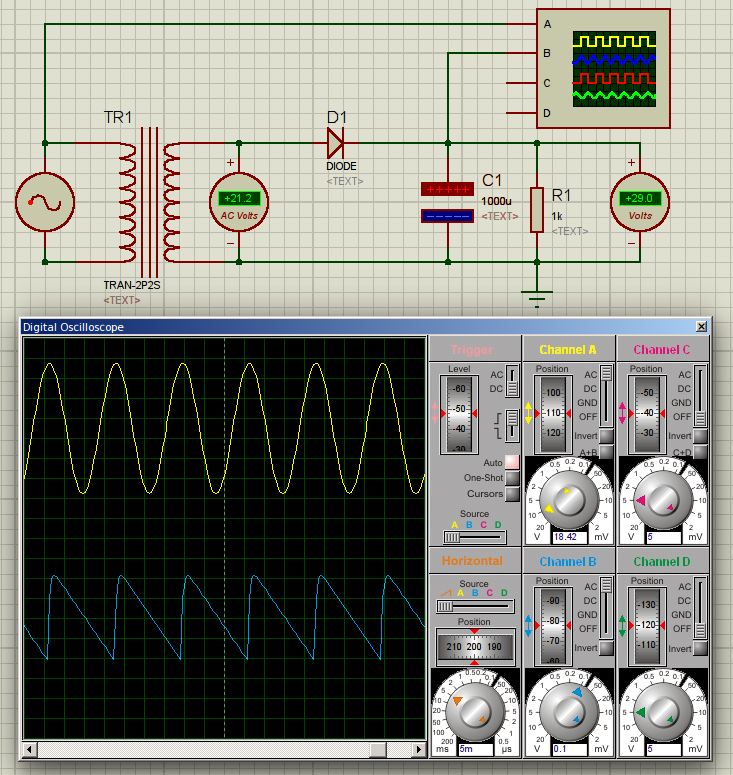 A
B
C
D
TR1
D1
DIODE
<TEXT>
+21.2
AC Volts
C1
1000u
<TEXT>
R1
1k
<TEXT>
+29.0
Volts
TRAN-2P2S
<TEXT>
Digital Oscilloscope
Trigger
Level
-60
-50
-40
-30
AC
DC
Auto
One-Shot
Cursors
Source
A B C D
Channel A
Position
100
110
120
AC
DC
GND
OFF
Invert
A+B
V 18.42 mV
Channel C
Position
-50
-40
-30
AC
DC
GND
OFF
Invert
C+D
V 5 mV
Horizontal
Source
A B C D
Position
210 200 190
ms 5m µs
Channel B
Position
-90
-80
-70
-60
AC
DC
GND
OFF
Invert
V 0.1 mV
Channel D
Position
-130
-120
-110
AC
DC
GND
OFF
Invert
V 5 mV